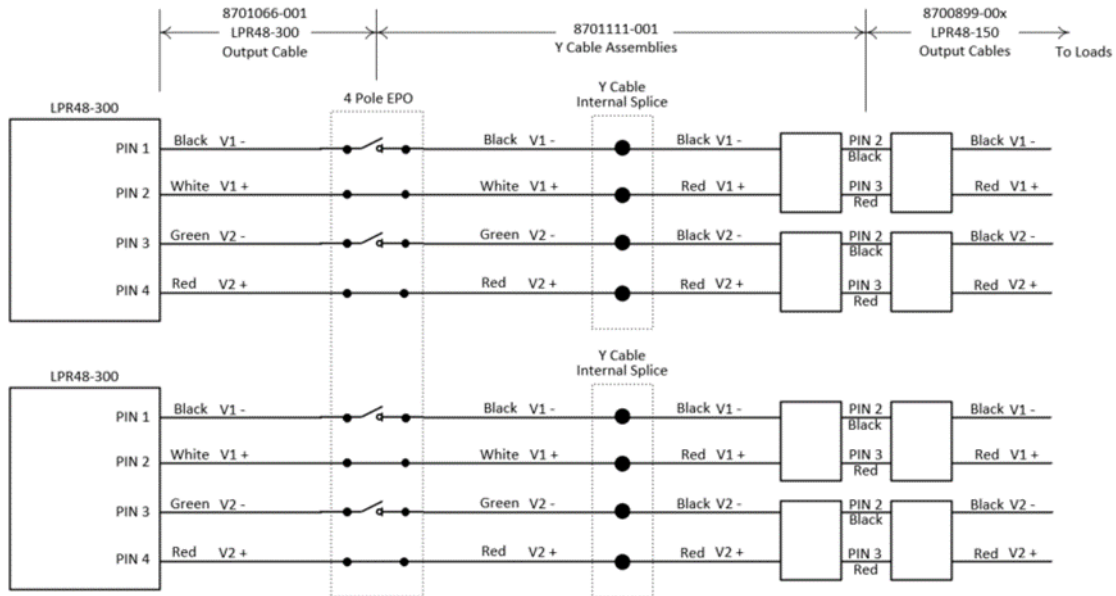 8701066-001
LPR48-300
Output Cable
8701111-001
Y Cable Assemblies
8700899-00x
LPR48-150
Output Cables
To Loads
LPR48-300
4 Pole EPO
Y Cable
Internal Splice
PIN 1 Black V1 - Black V1 - Black V1 - PIN 2 Black V1 -
Black
PIN 2 White V1 + White V1 + Red V1 + PIN 3 Red V1 +
Red
PIN 3 Green V2 - Green V2 - Black V2 - PIN 2 Black V2 -
Black
PIN 4 Red V2 + Red V2 + Red V2 + PIN 3 Red V2 +
Red
LPR48-300
Y Cable
Internal Splice
PIN 1 Black V1 - Black V1 - Black V1 - PIN 2 Black V1 -
Black
PIN 2 White V1 + White V1 + Red V1 + PIN 3 Red V1 +
Red
PIN 3 Green V2 - Green V2 - Black V2 - PIN 2 Black V2 -
Black
PIN 4 Red V2 + Red V2 + Red V2 + PIN 3 Red V2 +
Red